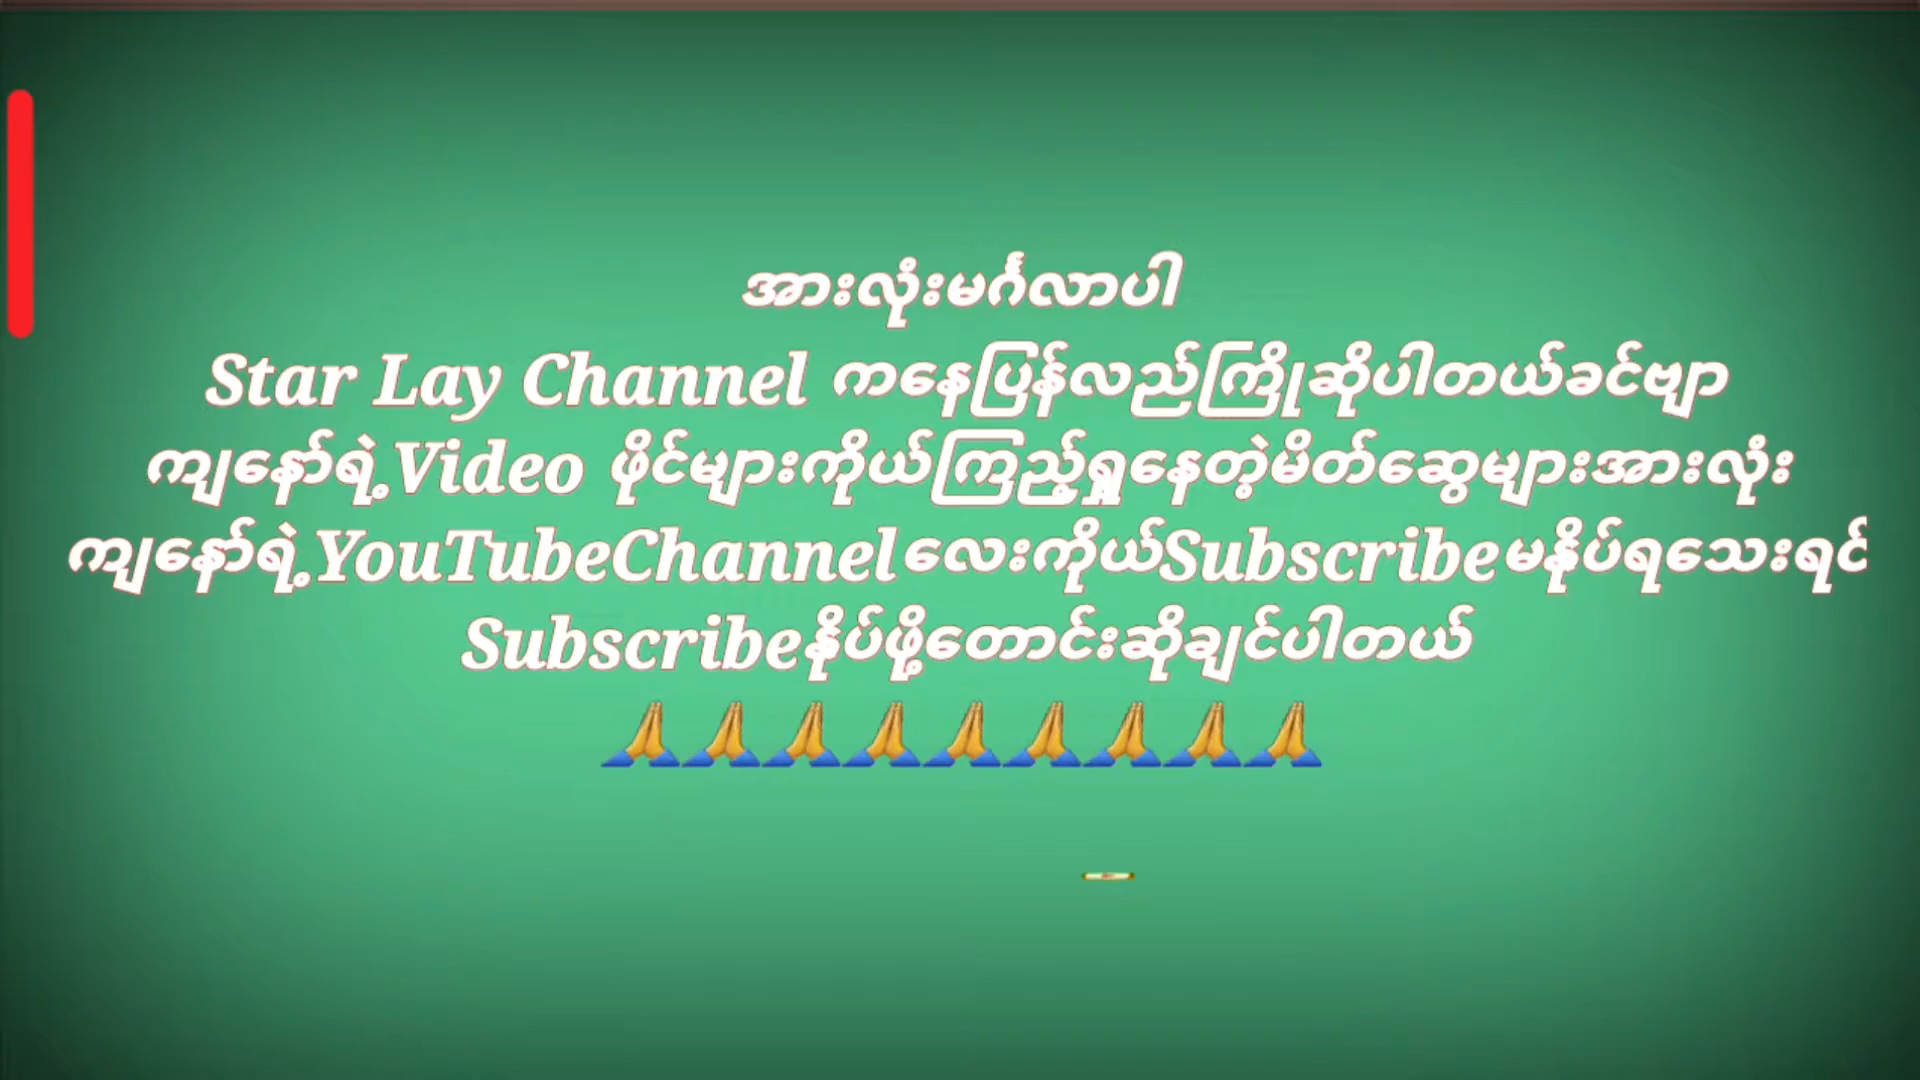 အားလုံးမင်္ဂလာပါ
Star Lay Channel ကနေပြန်လည်ကြိုဆိုပါတယ်ခင်ဗျာ
ကျနော်ရဲ့Video ဖိုင်များကိုယ်ကြည့်ရှုနေတဲ့မိတ်ဆွေများအားလုံး
ကျနော်ရဲ့YouTubeChannelလေးကိုယ်Subscribeမနိုပ်ရသေးရင်
Subscribeနိုပ်ဖို့တောင်းဆိုချင်ပါတယ်
🙏🙏🙏🙏🙏🙏🙏🙏🙏